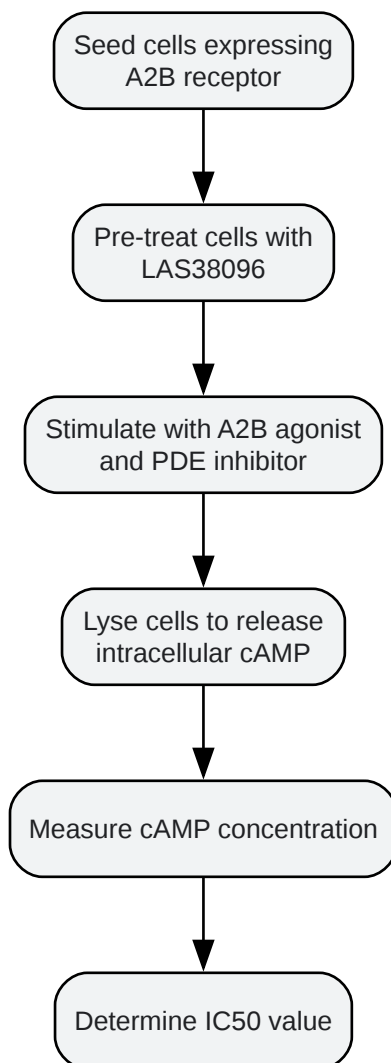 Seed cells expressing
A2B receptor
Pre-treat cells with
LAS38096
Stimulate with A2B agonist
and PDE inhibitor
Lyse cells to release
intracellular cAMP
Measure cAMP concentration
Determine IC50 value